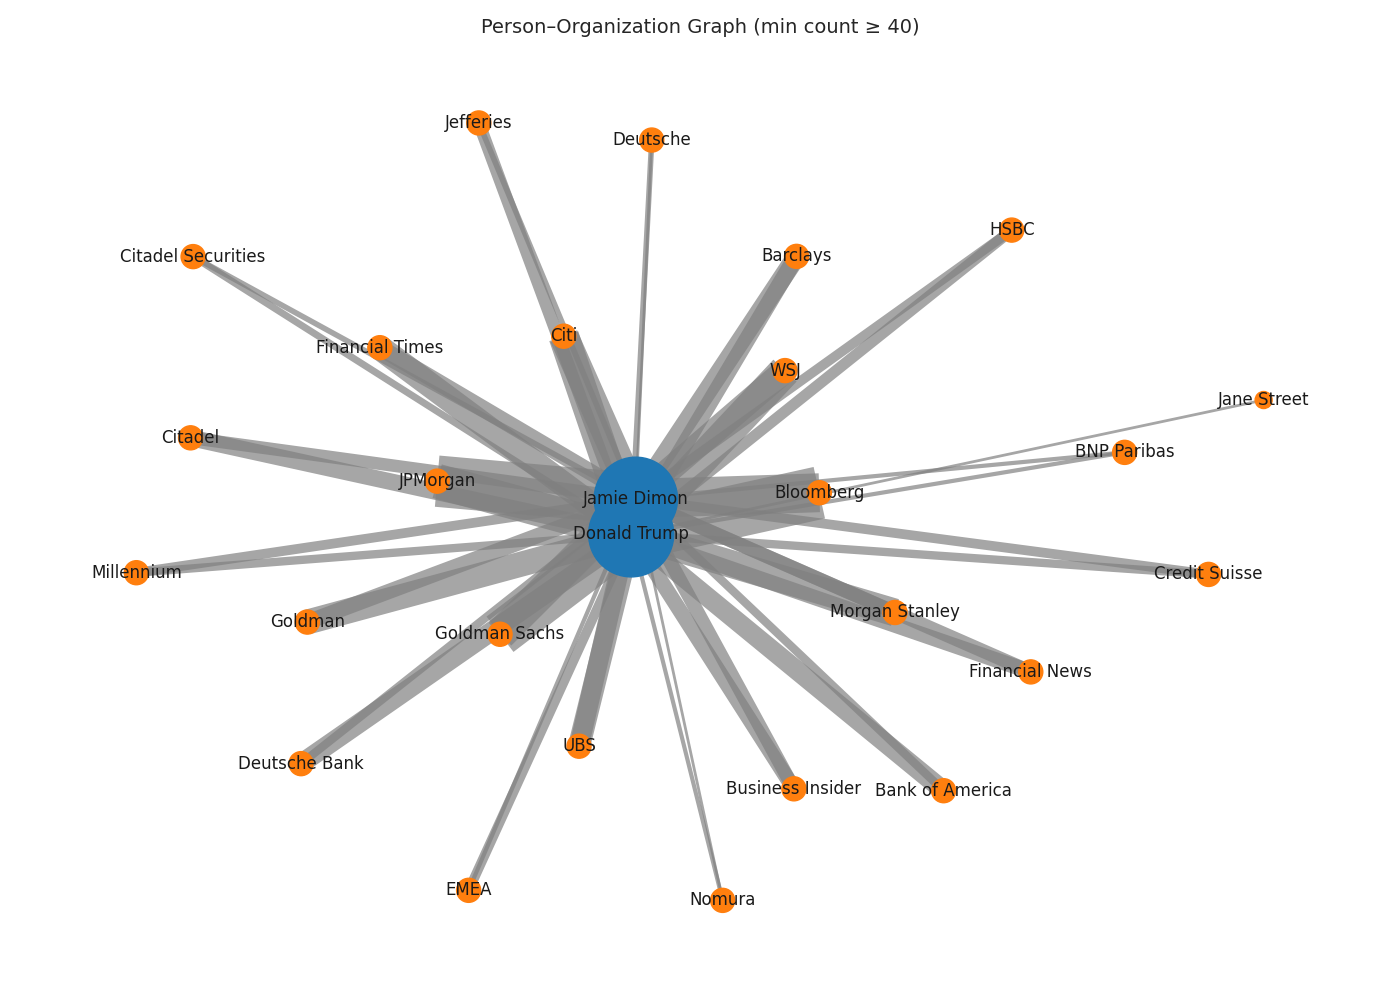 Person–Organization Graph (min count ≥ 40)
Jefferies
Deutsche
HSBC
Citadel Securities
Barclays
Financial Times
Citi
WSJ
Jane Street
Citadel
BNP Paribas
JPMorgan
Bloomberg
Jamie Dimon
Donald Trump
Millennium
Credit Suisse
Goldman
Morgan Stanley
Goldman Sachs
Financial News
UBS
Deutsche Bank
Business Insider
Bank of America
EMEA
Nomura